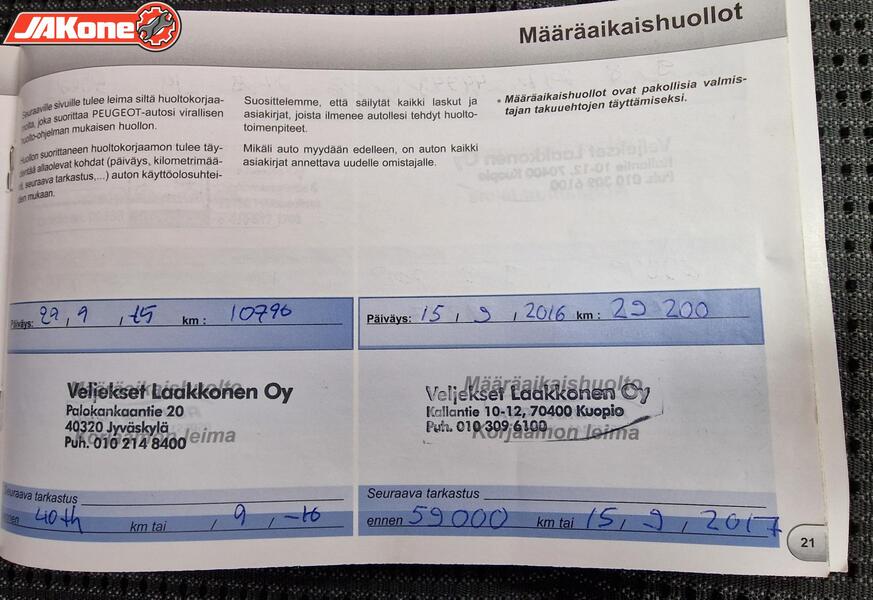 JAKone
Määräaikaishuollot
Seuraaville sivuille tulee leima siltä huoltokorjaa-
molta, joka suorittaa PEUGEOT-autosi virallisen
huolto-ohjelman mukaisen huollon.
Huollon suorittaneen huoltokorjaamon tulee täy-
dentää allaolevat kohdat (päiväys, kilometrimää-
rä, seuraava tarkastus,...) auton käyttöolosuhtei-
den mukaan.
Suosittelemme, että säilytät kaikki laskut ja
asiakirjat, joista ilmenee autollesi tehdyt huolto-
toimenpiteet.
Mikäli auto myydään edelleen, on auton kaikki
asiakirjat annettava uudelle omistajalle.
• Määräaikaishuollot ovat pakollisia valmis-
tajan takuuehtojen täyttämiseksi.
Päiväys: 29, 9, 15 km: 10796
Määräaikaishuolto
Veljekset Laakkonen Oy
Palokankaantie 20
40320 Jyväskylä
Korjaamon leima
Puh. 010 214 8400
Seuraava tarkastus
ennen 40th km tai / 9 / -16
Päiväys: 15, 9, 2016 km: 29 200
Määräaikaishuolto
Veljekset Laakkonen Oy
Kallantie 10-12, 70400 Kuopio
Puh. 010 309 6100
Korjaamon leima
Seuraava tarkastus
ennen 59000 km tai 15, 9, 2017
21